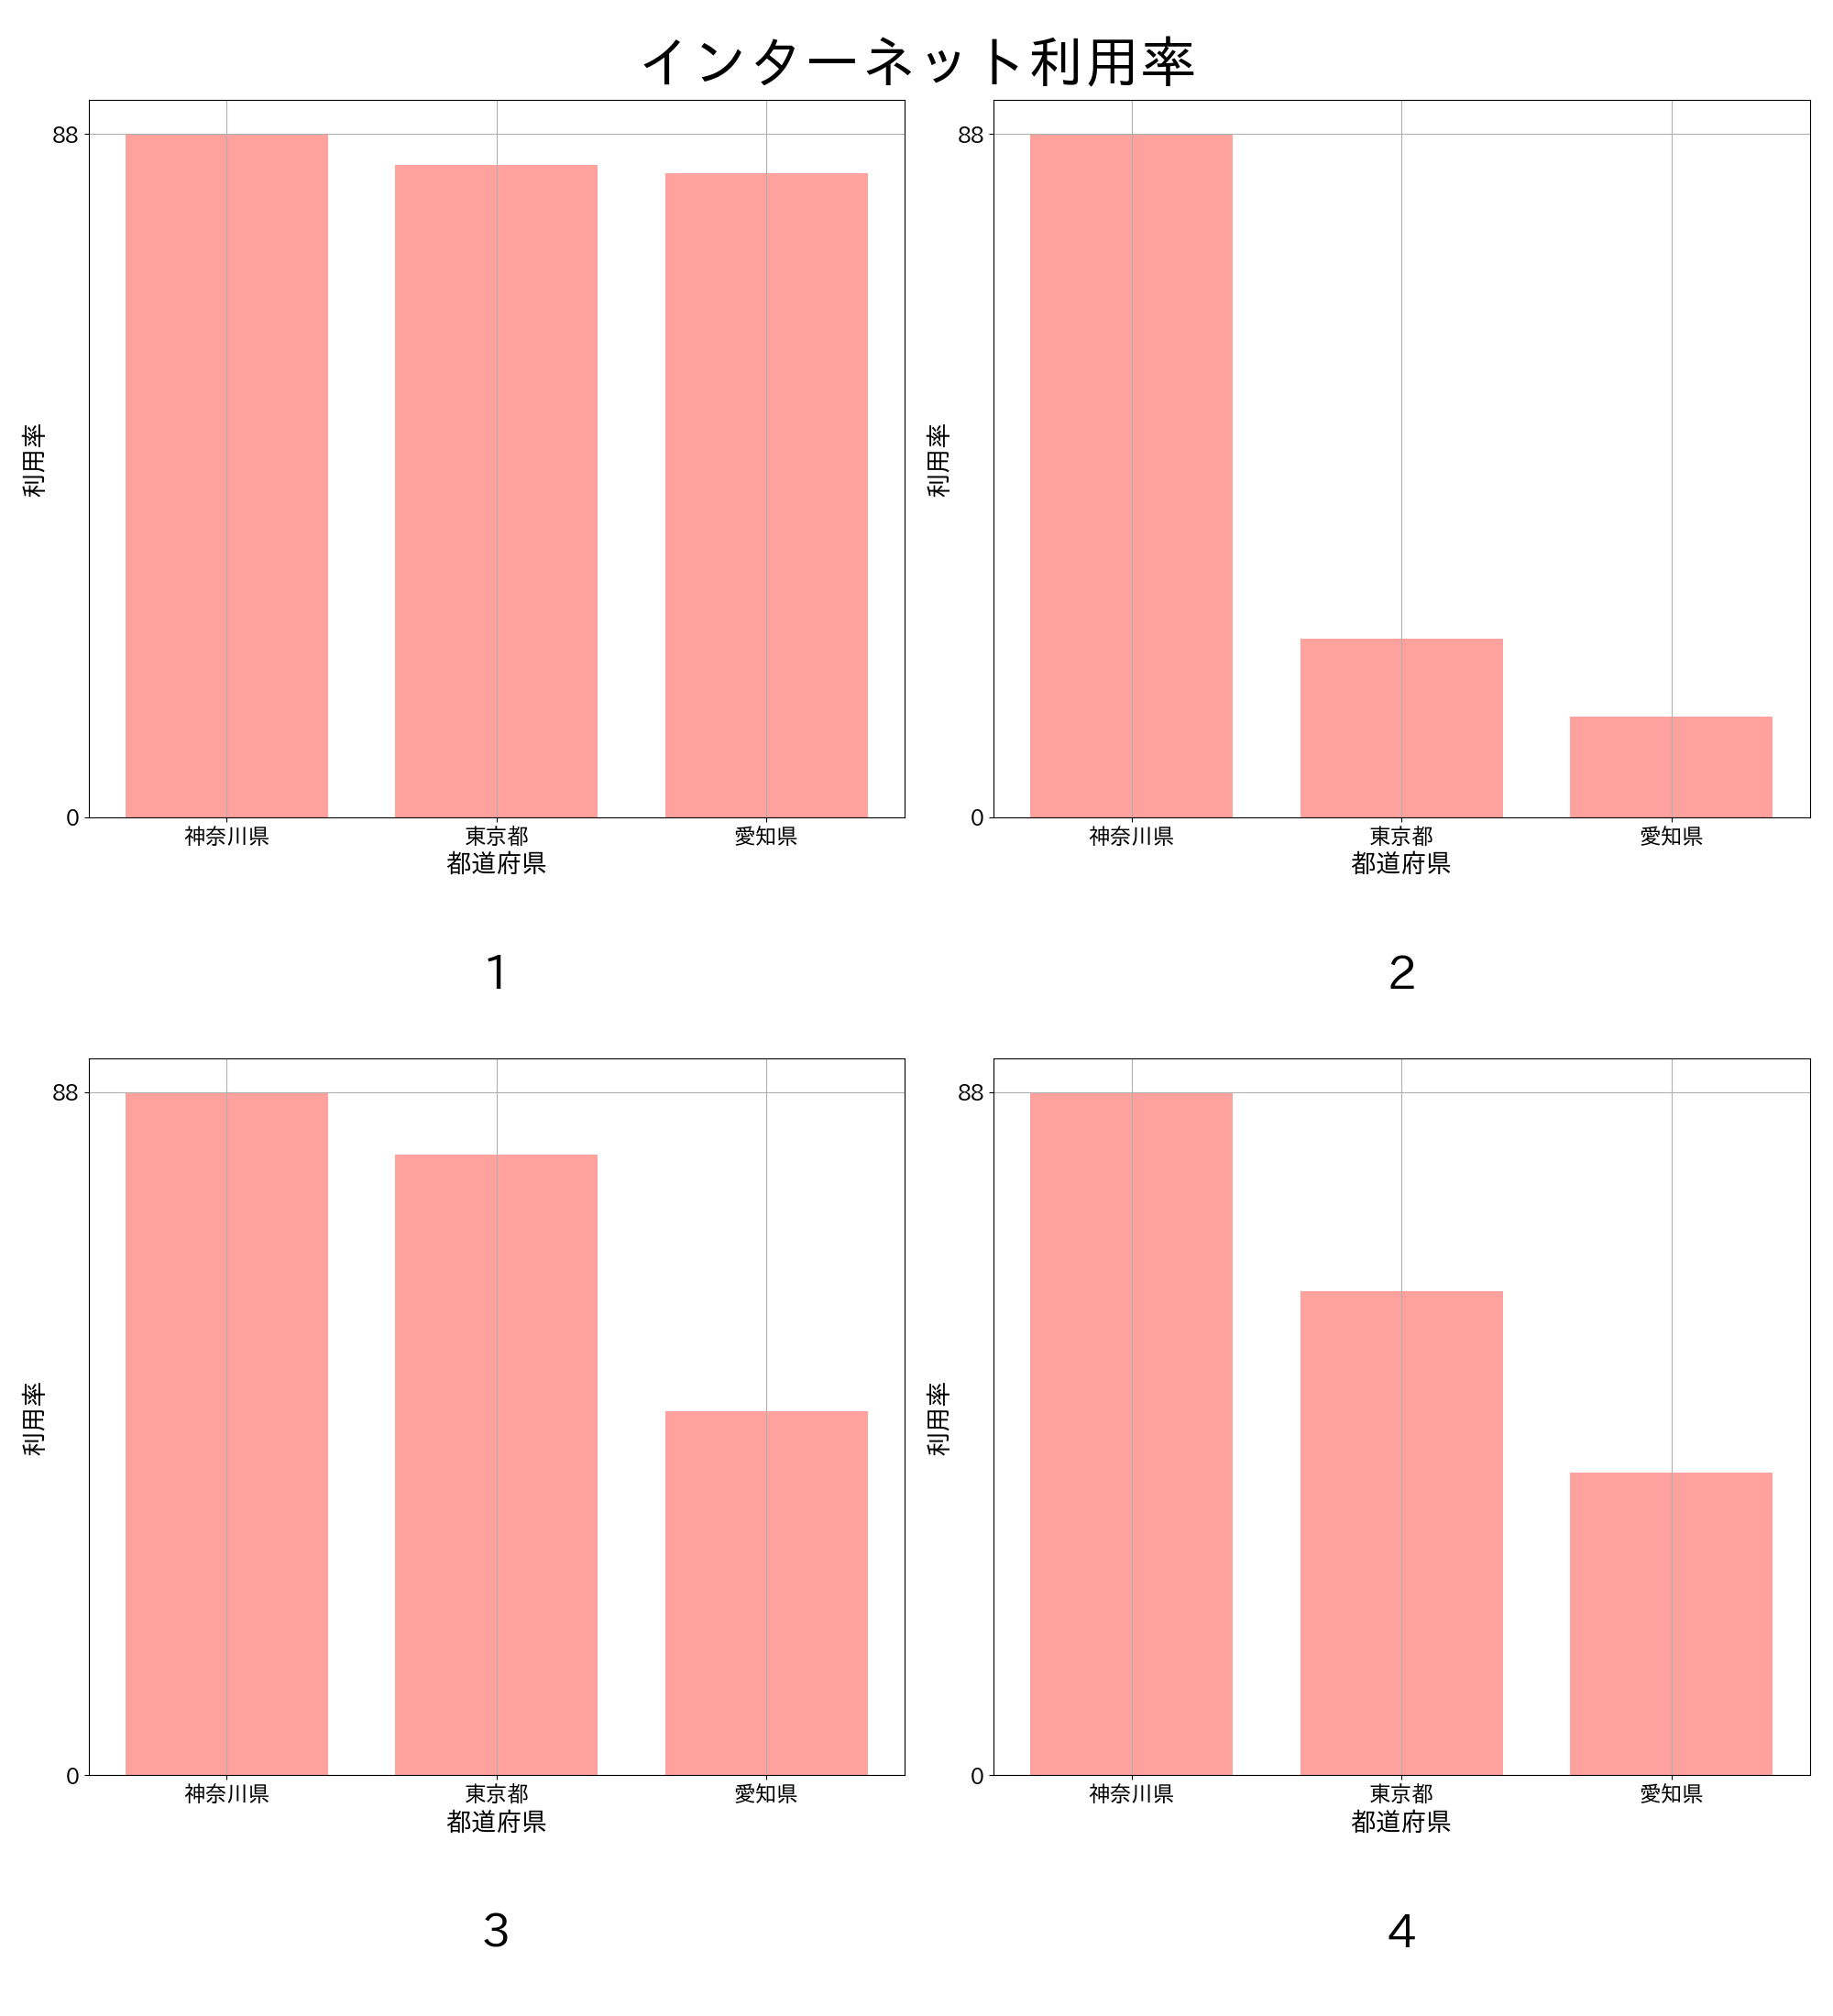 インターネット利用率
88
0
利用率
神奈川県 東京都 愛知県
都道府県
1
88
0
利用率
神奈川県 東京都 愛知県
都道府県
2
88
0
利用率
神奈川県 東京都 愛知県
都道府県
3
88
0
利用率
神奈川県 東京都 愛知県
都道府県
4